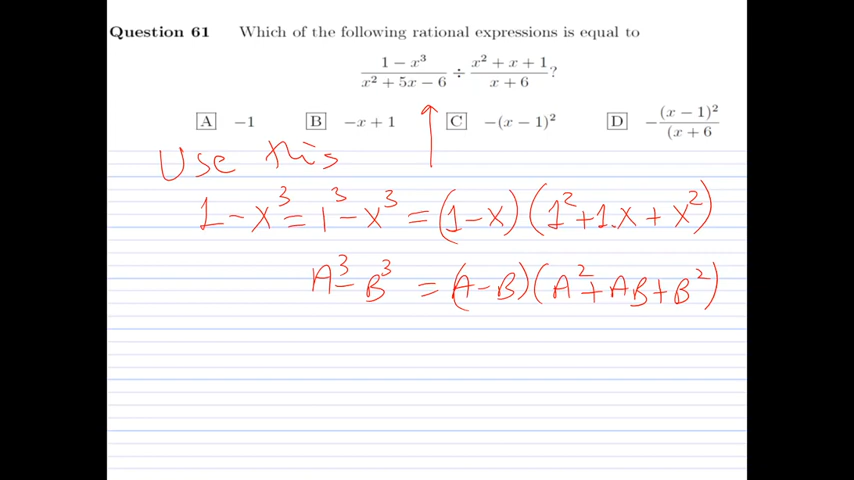 Question 61 Which of the following rational expressions is equal to
1 − x³ / x² + 5x − 6 ÷ x² + x + 1 / x + 6 ?
A −1 B −x + 1 C −(x − 1)² D −(x − 1)² / (x + 6
Use this
1 − x³ = 1³ − x³ = (1 − x)(1² + 1.x + x²)
A³ − B³ = (A − B)(A² + AB + B²)